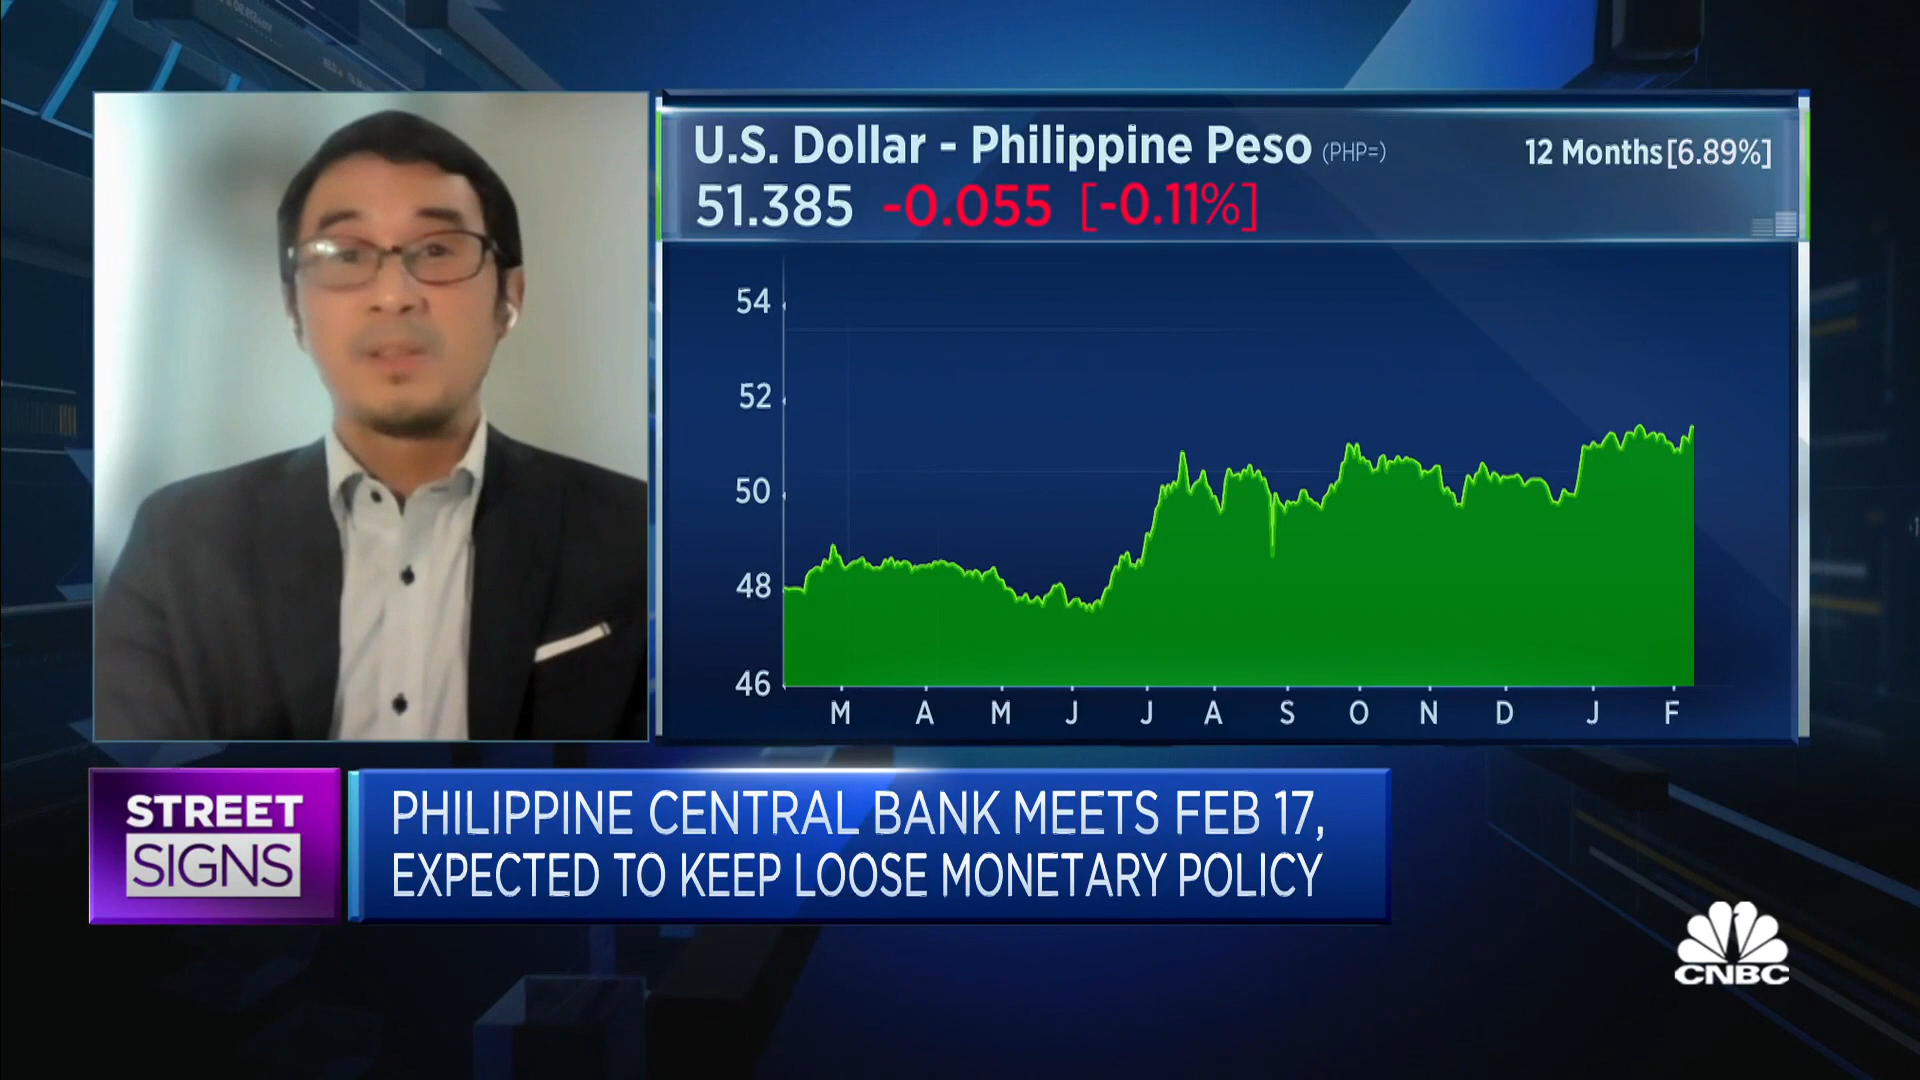 U.S. Dollar - Philippine Peso (PHP=)
12 Months [6.89%]
51.385 -0.055 [-0.11%]
54
52
50
48
46
M A M J J A S O N D J F
STREET
SIGNS
PHILIPPINE CENTRAL BANK MEETS FEB 17,
EXPECTED TO KEEP LOOSE MONETARY POLICY
CNBC